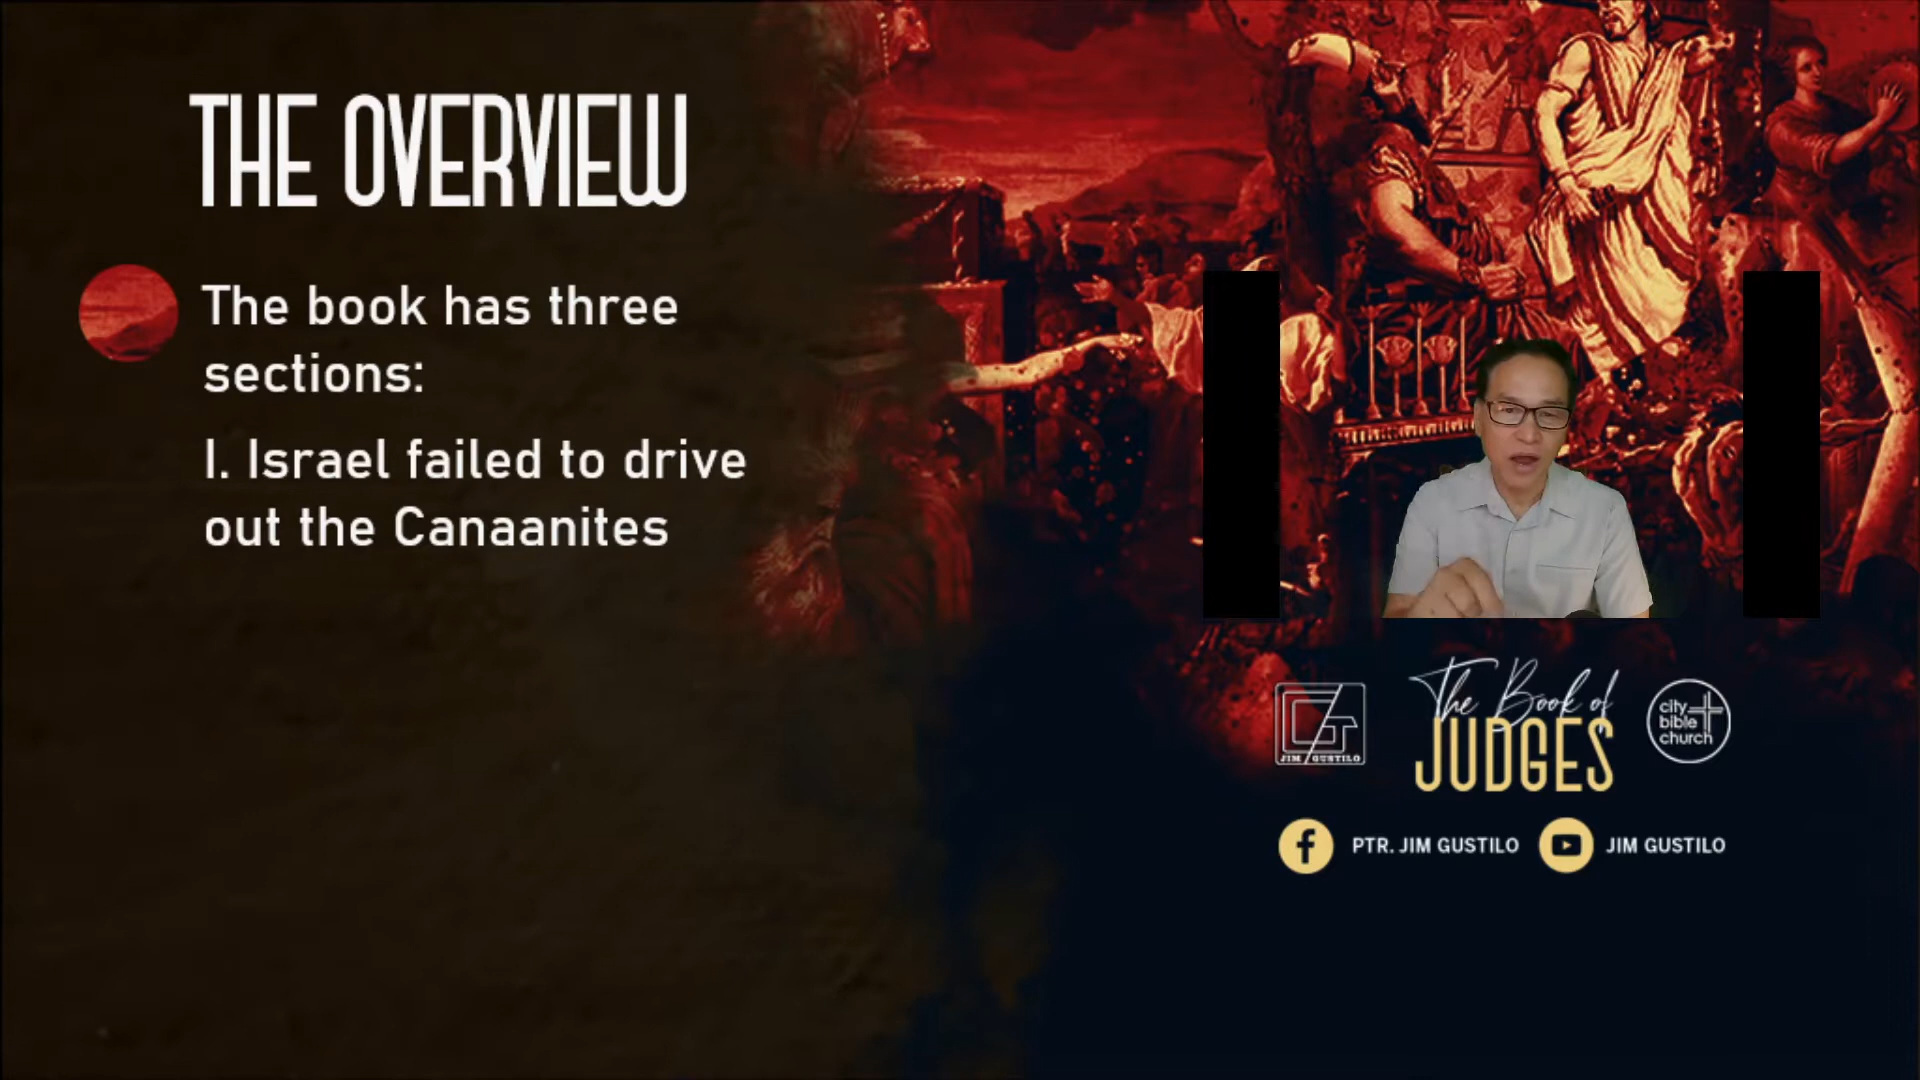 THE OVERVIEW
The book has three
sections:
I. Israel failed to drive
out the Canaanites
JIM GUSTILO
The Book of
JUDGES
city
bible
church
PTR. JIM GUSTILO
JIM GUSTILO